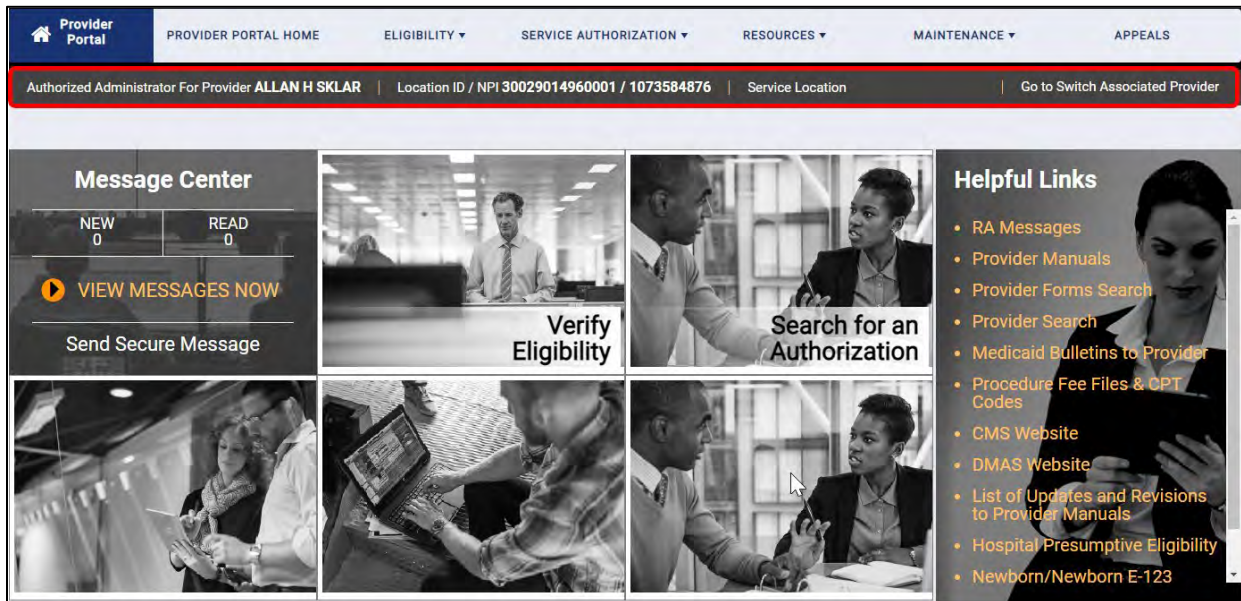 Provider
Portal
PROVIDER PORTAL HOME
ELIGIBILITY
SERVICE AUTHORIZATION
RESOURCES
MAINTENANCE
APPEALS
Authorized Administrator For Provider ALLAN H SKLAR | Location ID / NPI 30029014960001 / 1073584876 | Service Location | Go to Switch Associated Provider
Message Center
NEW READ
0 0
VIEW MESSAGES NOW
Send Secure Message
Verify
Eligibility
Search for an
Authorization
Helpful Links
• RA Messages
• Provider Manuals
• Provider Forms Search
• Provider Search
• Medicaid Bulletins to Provider
• Procedure Fee Files & CPT
Codes
• CMS Website
• DMAS Website
• List of Updates and Revisions
to Provider Manuals
• Hospital Presumptive Eligibility
• Newborn/Newborn E-123